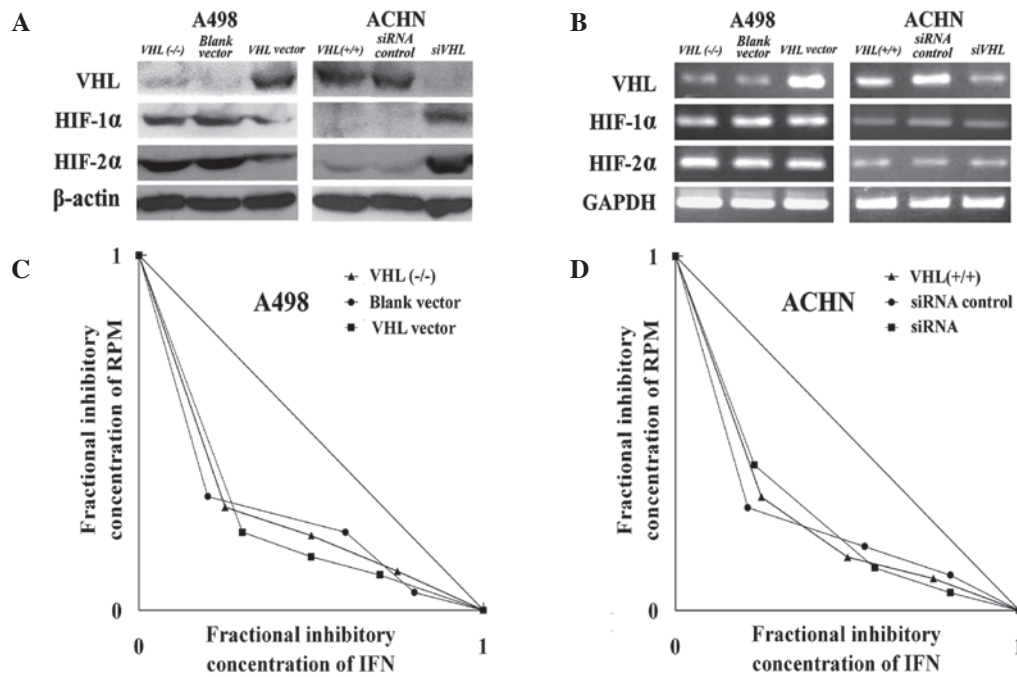 A
A498
ACHN
VHL (-/-)
Blank
vector
VHL vector
VHL(+/+)
siRNA
control
siVHL
VHL
HIF-1α
HIF-2α
β-actin
B
A498
ACHN
VHL (-/-)
Blank
vector
VHL vector
VHL(+/+)
siRNA
control
siVHL
VHL
HIF-1α
HIF-2α
GAPDH
C
A498
VHL (-/-)
Blank vector
VHL vector
1
0
0
1
Fractional inhibitory
concentration of RPM
Fractional inhibitory
concentration of IFN
D
ACHN
VHL(+/+)
siRNA control
siRNA
1
0
0
1
Fractional inhibitory
concentration of RPM
Fractional inhibitory
concentration of IFN